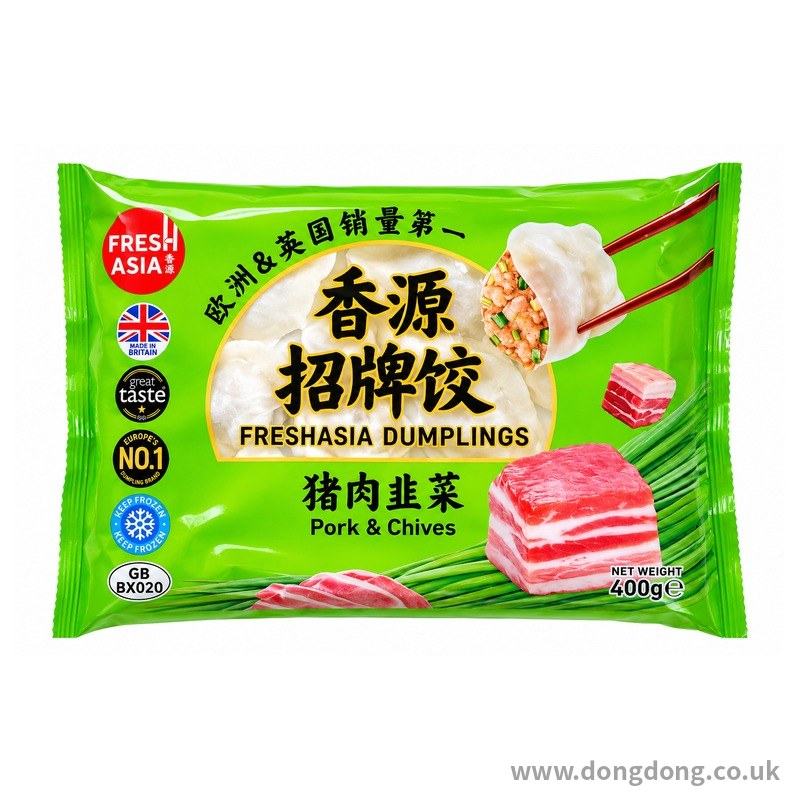 FRESH
ASIA 香源
MADE IN
BRITAIN
great
taste
EUROPE'S
NO.1
DUMPLING BRAND
KEEP FROZEN
KEEP FROZEN
GB
BX020
欧洲&英国销量第一
香源
招牌饺
FRESHASIA DUMPLINGS
猪肉韭菜
Pork & Chives
NET WEIGHT
400g℮
www.dongdong.co.uk